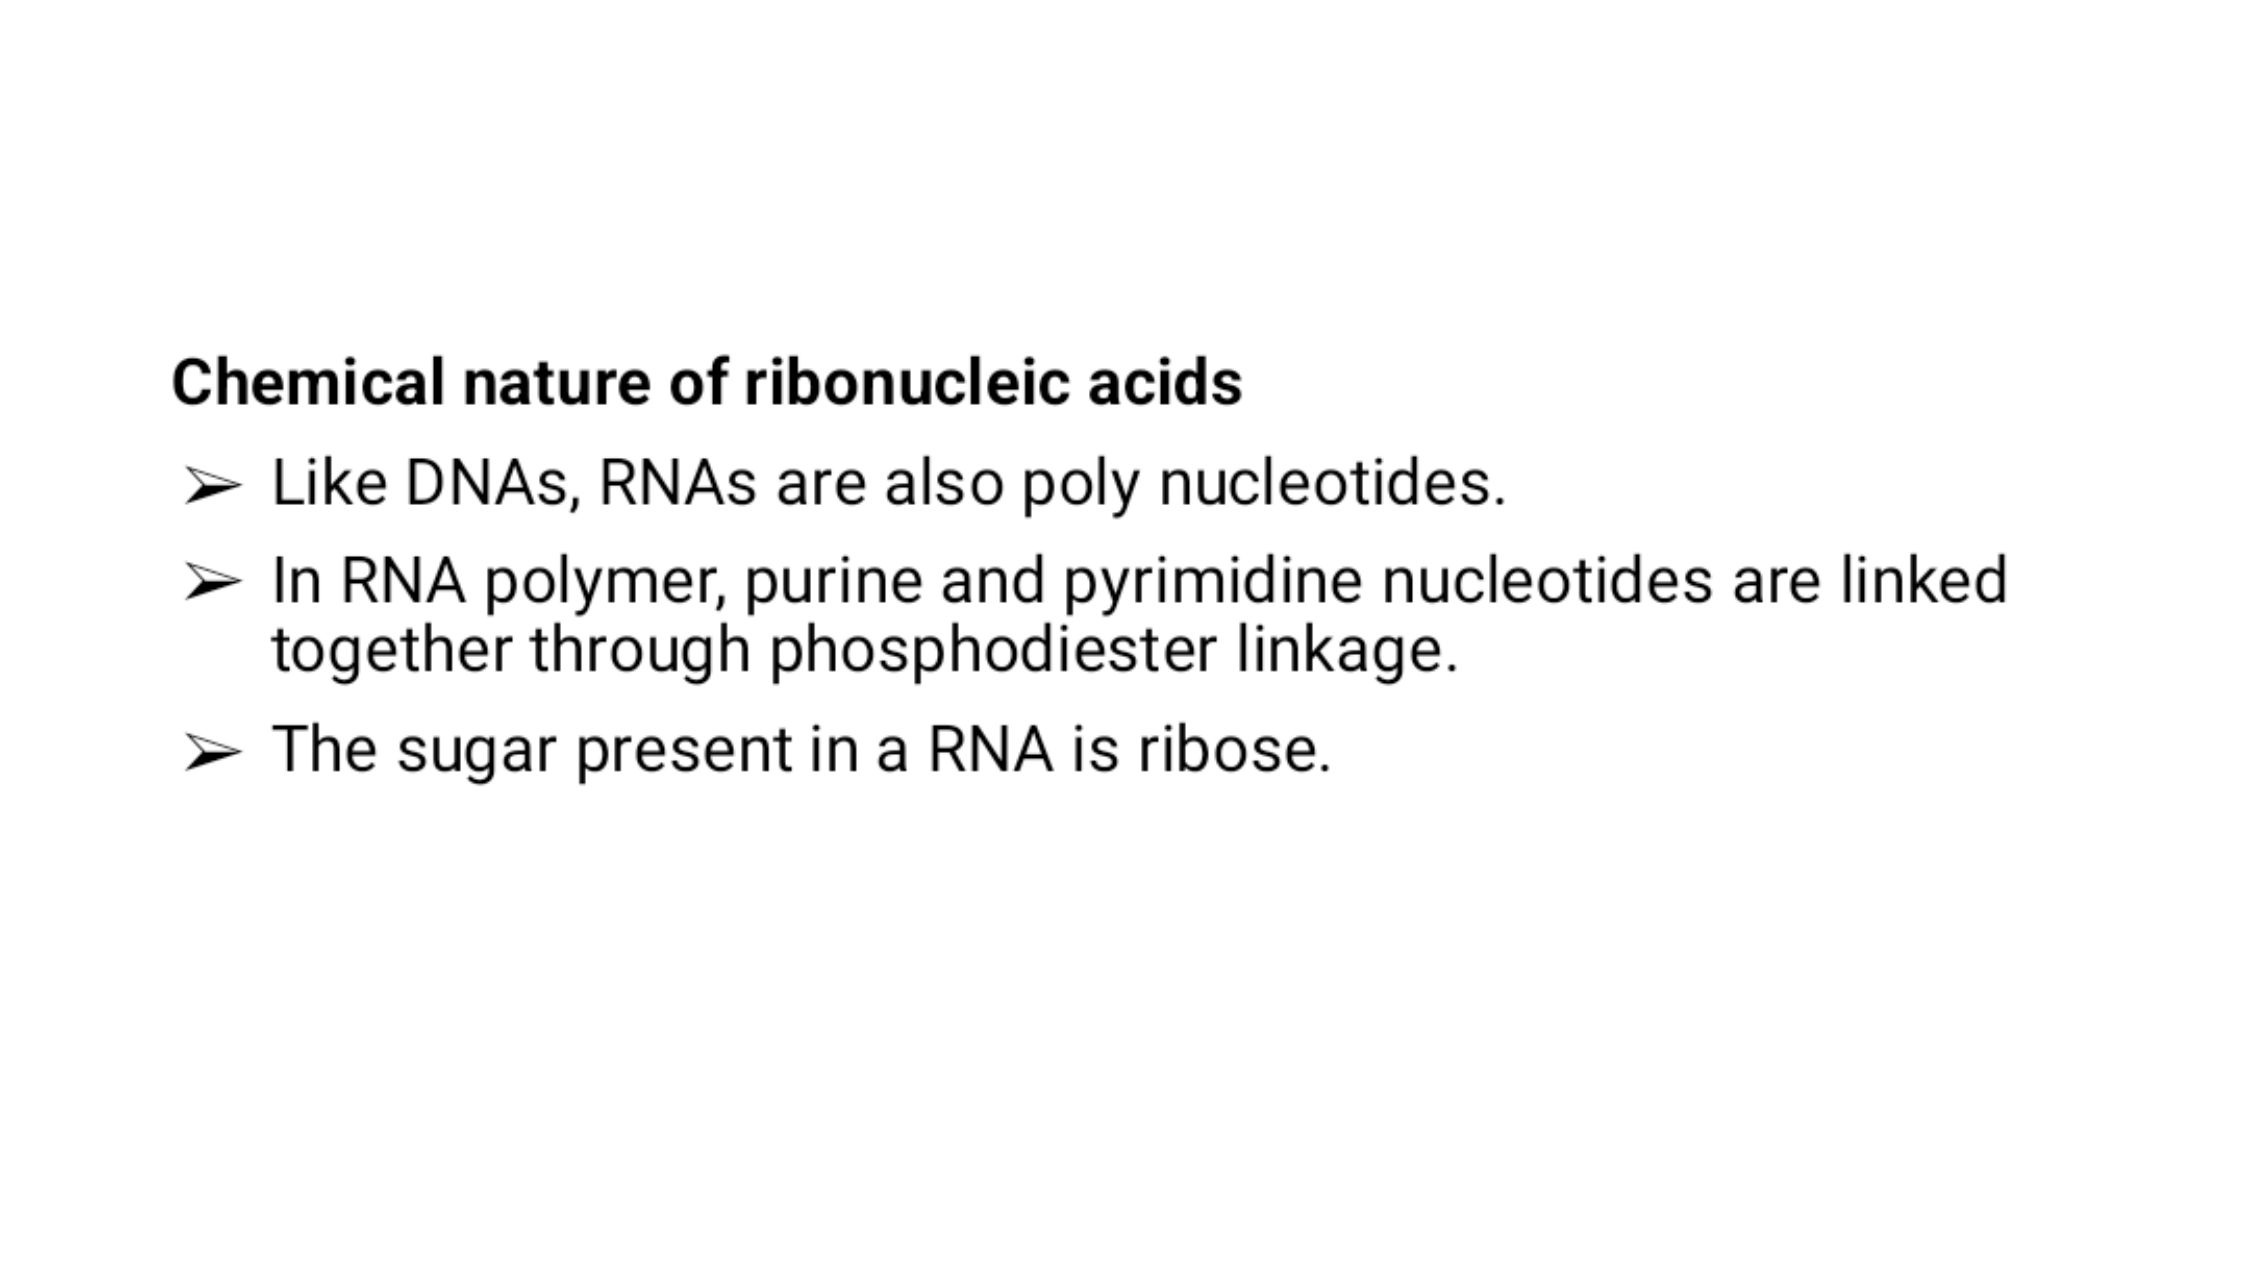 Chemical nature of ribonucleic acids
➢ Like DNAs, RNAs are also poly nucleotides.
➢ In RNA polymer, purine and pyrimidine nucleotides are linked
together through phosphodiester linkage.
➢ The sugar present in a RNA is ribose.